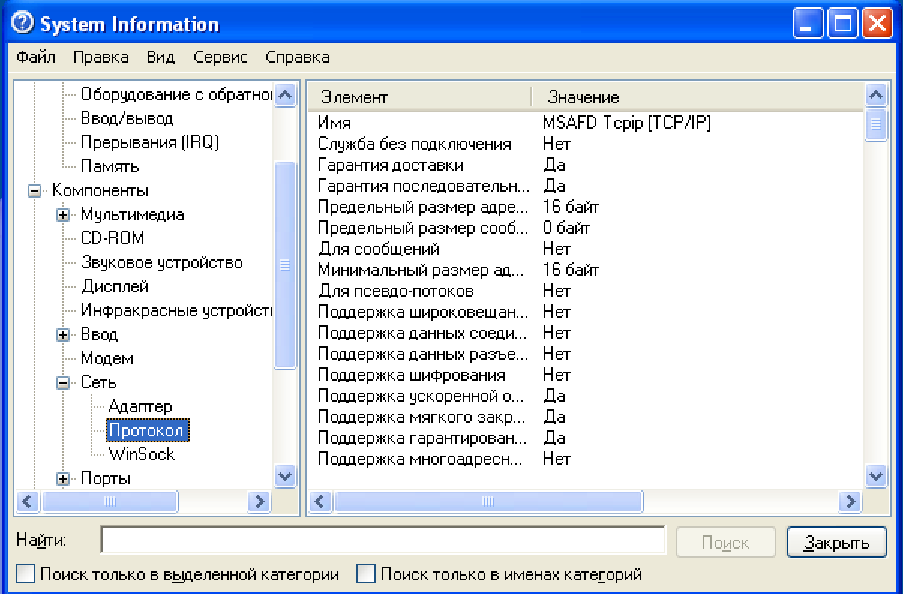 System Information
Файл Правка Вид Сервис Справка
Оборудование с обратно
Ввод/вывод
Прерывания (IRQ)
Память
Компоненты
Мультимедиа
CD-ROM
Звуковое устройство
Дисплей
Инфракрасные устройст
Ввод
Модем
Сеть
Адаптер
Протокол
WinSock
Порты
Элемент Значение
Имя MSAFD Tcpip [TCP/IP]
Служба без подключения Нет
Гарантия доставки Да
Гарантия последовательн... Да
Предельный размер адре... 16 байт
Предельный размер сооб... 0 байт
Для сообщений Нет
Минимальный размер ад... 16 байт
Для псевдо-потоков Нет
Поддержка широковещан... Нет
Поддержка данных соеди... Нет
Поддержка данных разъе... Нет
Поддержка шифрования Нет
Поддержка ускоренной о... Да
Поддержка мягкого закр... Да
Поддержка гарантирован... Да
Поддержка многоадресн... Нет
Найти: Поиск Закрыть
Поиск только в выделенной категории Поиск только в именах категорий